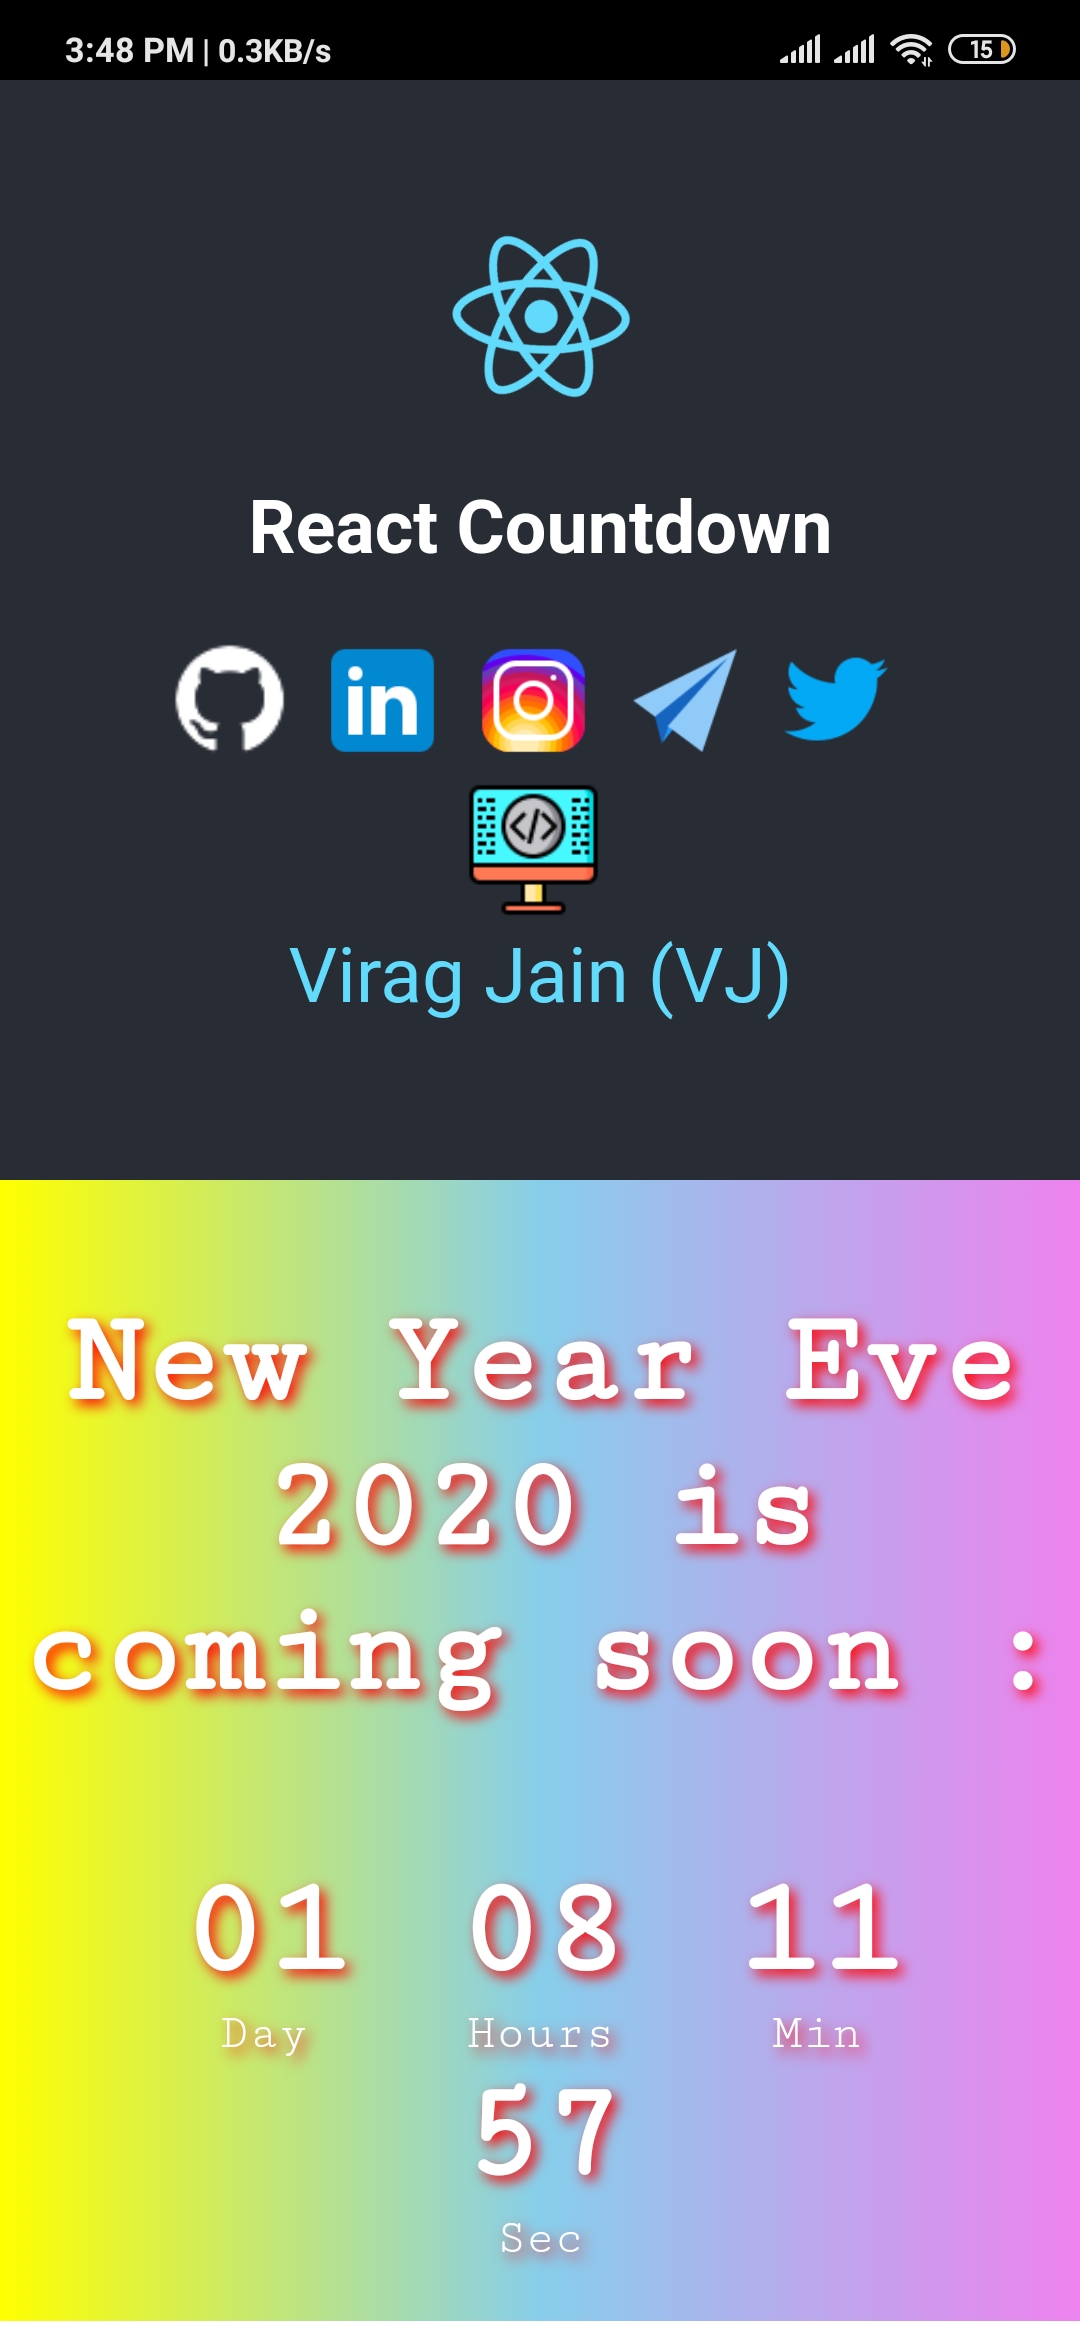 3:48 PM | 0.3KB/s
15
React Countdown
in
</>
Virag Jain (VJ)
New Year Eve
2020 is
coming soon :
01 08 11
Day Hours Min
57
Sec